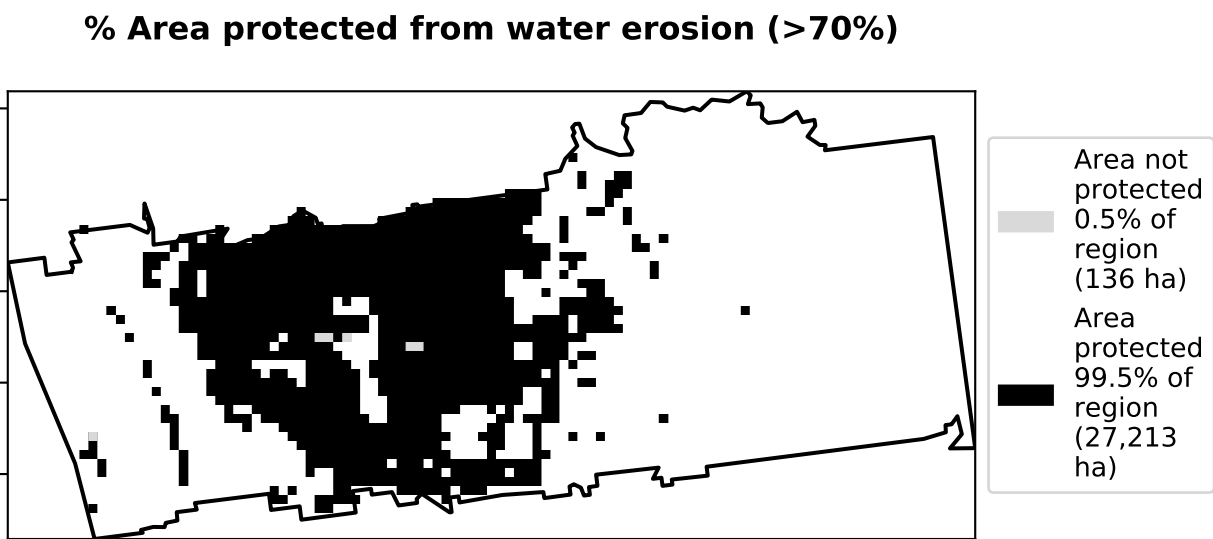 % Area protected from water erosion (>70%)
Area not
protected
0.5% of
region
(136 ha)
Area
protected
99.5% of
region
(27,213
ha)